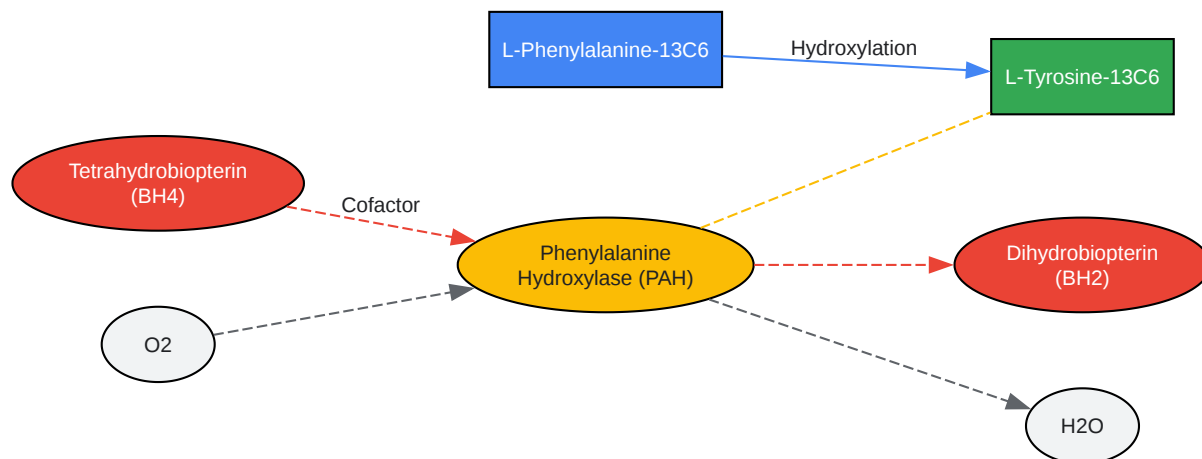 L-Phenylalanine-13C6
Hydroxylation
L-Tyrosine-13C6
Tetrahydrobiopterin
(BH4)
Cofactor
Phenylalanine
Hydroxylase (PAH)
Dihydrobiopterin
(BH2)
O2
H2O